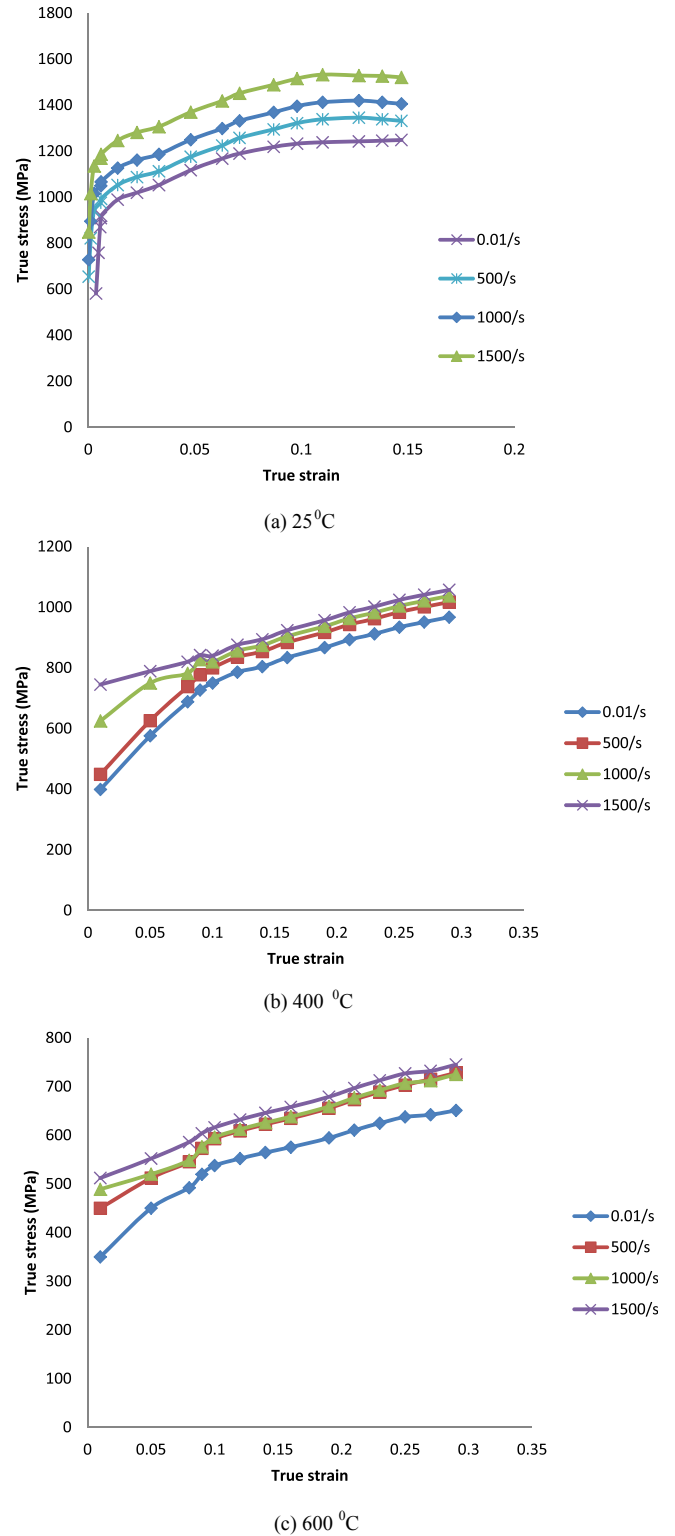 1800
1600
1400
1200
1000
800
600
400
200
0
True stress (MPa)
0 0.05 0.1 0.15 0.2
True strain
0.01/s
500/s
1000/s
1500/s
(a) 25⁰C
1200
1000
800
600
400
200
0
True stress (MPa)
0 0.05 0.1 0.15 0.2 0.25 0.3 0.35
True strain
0.01/s
500/s
1000/s
1500/s
(b) 400 ⁰C
800
700
600
500
400
300
200
100
0
True stress (MPa)
0 0.05 0.1 0.15 0.2 0.25 0.3 0.35
True strain
0.01/s
500/s
1000/s
1500/s
(c) 600 ⁰C